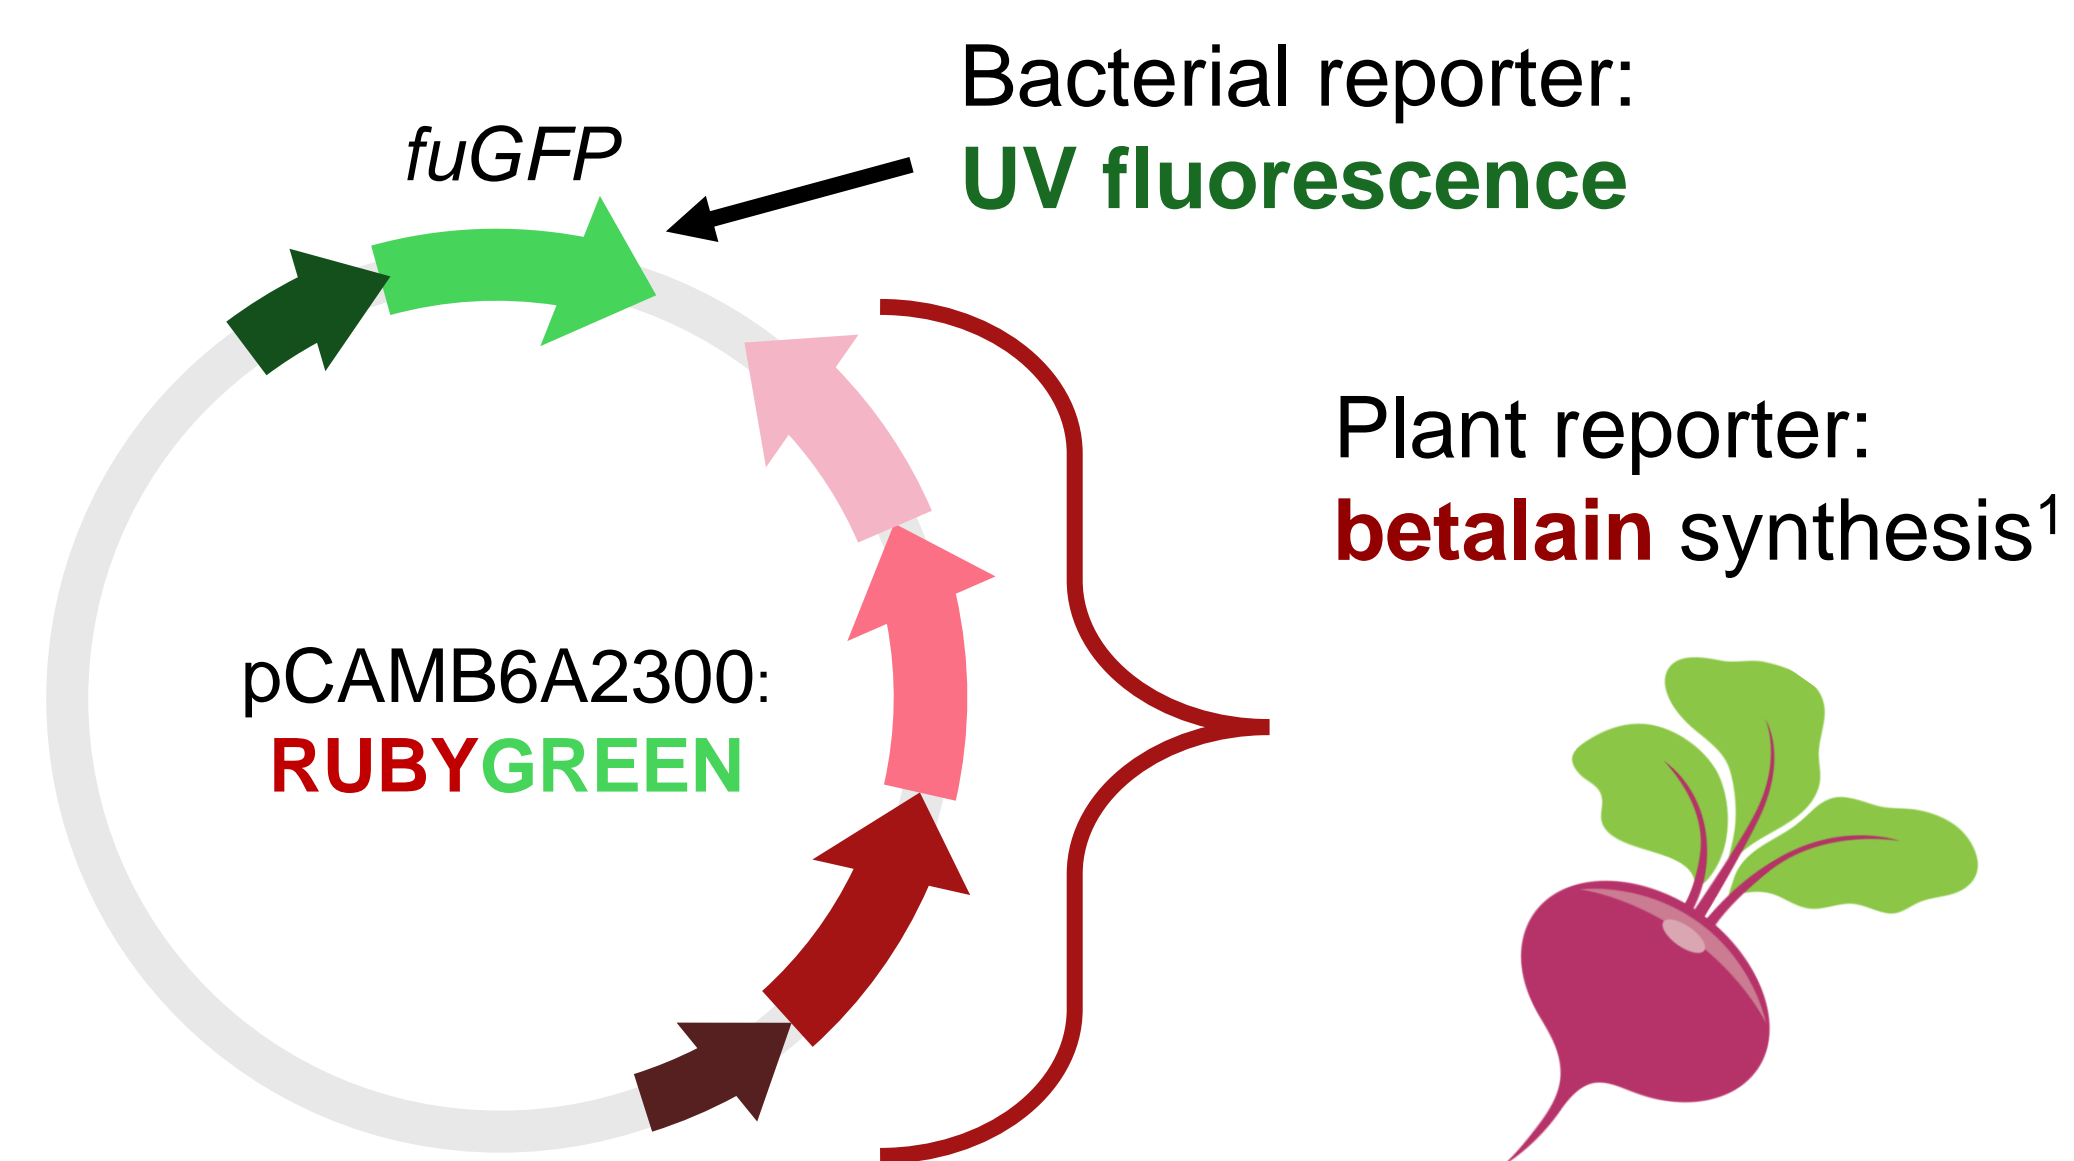 fuGFP
Bacterial reporter:
UV fluorescence
Plant reporter:
betalain synthesis¹
pCAMB6A2300:
RUBYGREEN